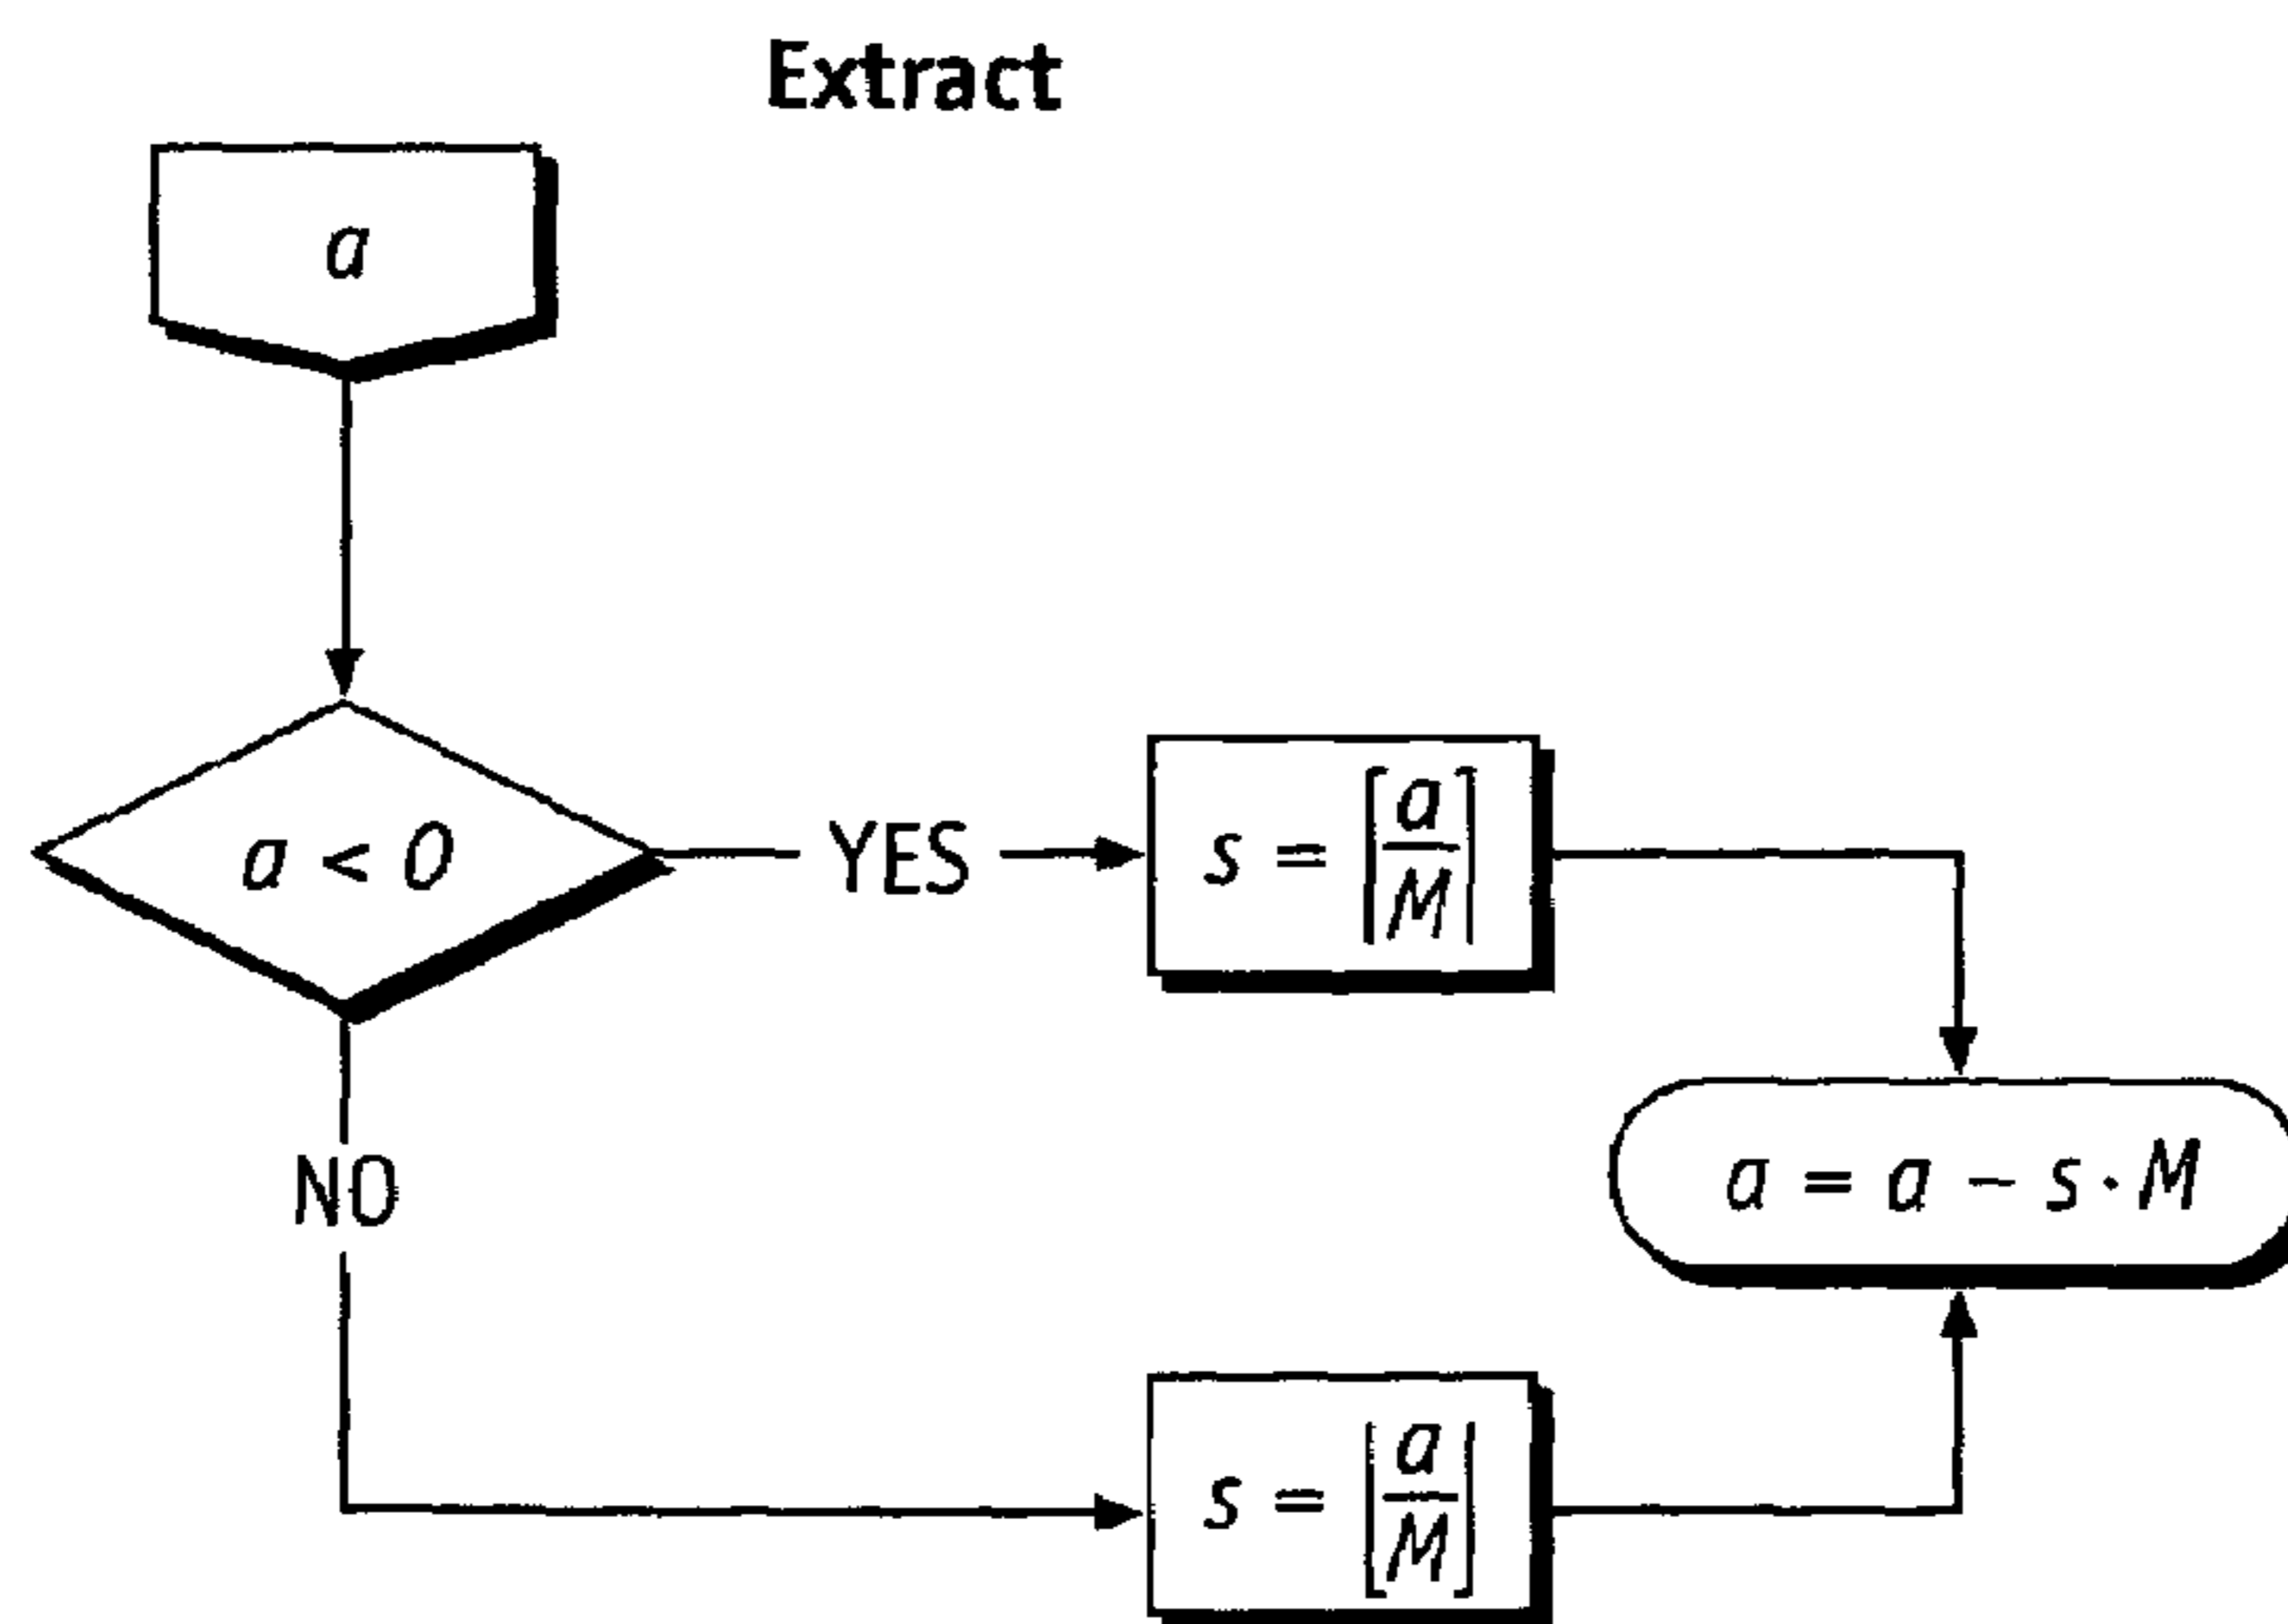 Extract
a
a < 0
YES
s = ⌈a/M⌉
NO
a = a − s · M
s = ⌊a/M⌋